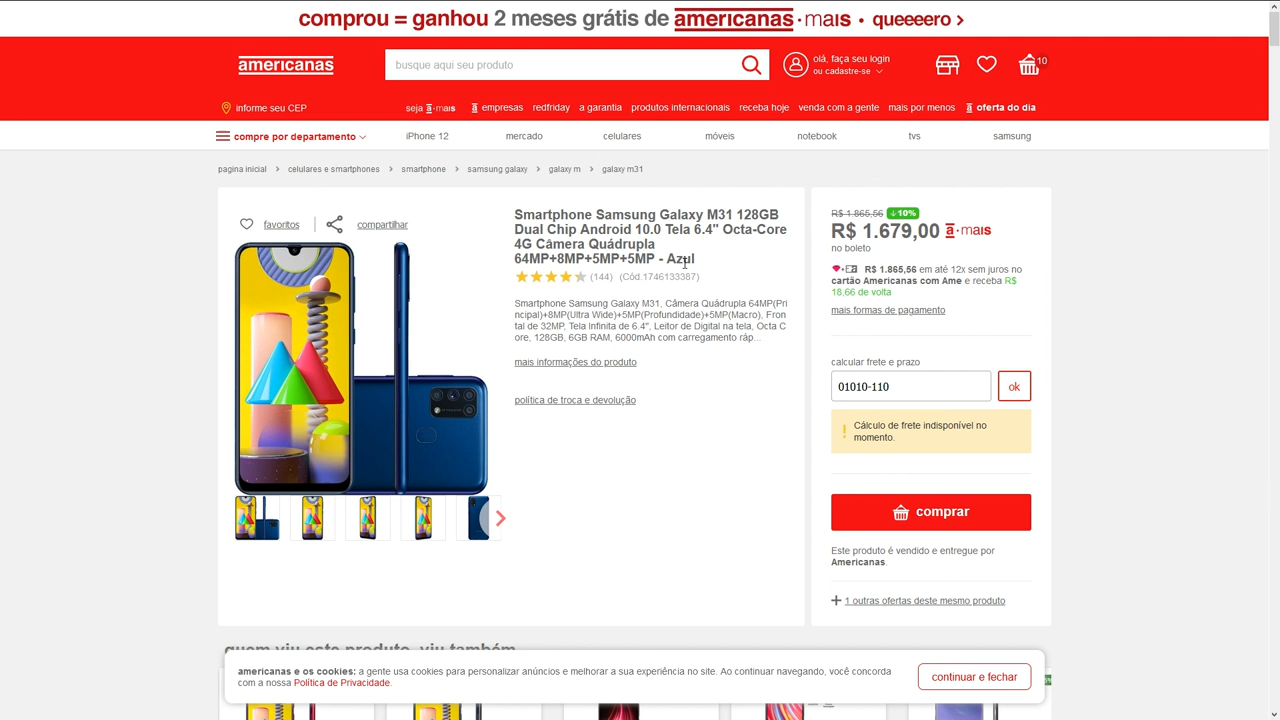 comprou = ganhou 2 meses grátis de americanas mais • queeeero >
americanas
busque aqui seu produto
olá, faça seu login
ou cadastre-se
10
informe seu CEP
seja a mais
a empresas
redfriday
a garantia
produtos internacionais
receba hoje
venda com a gente
mais por menos
a oferta do dia
compre por departamento
iPhone 12
mercado
celulares
móveis
notebook
tvs
samsung
pagina inicial > celulares e smartphones > smartphone > samsung galaxy > galaxy m > galaxy m31
favoritos
compartilhar
Smartphone Samsung Galaxy M31 128GB
Dual Chip Android 10.0 Tela 6.4" Octa-Core
4G Câmera Quádrupla
64MP+8MP+5MP+5MP - Azul
(144) (Cód.1746133387)
Smartphone Samsung Galaxy M31, Câmera Quádrupla 64MP(Pri
ncipal)+8MP(Ultra Wide)+5MP(Profundidade)+5MP(Macro), Fron
tal de 32MP, Tela Infinita de 6.4", Leitor de Digital na tela, Octa C
ore, 128GB, 6GB RAM, 6000mAh com carregamento ráp...
mais informações do produto
política de troca e devolução
R$ 1.865,56 10%
R$ 1.679,00 a mais
no boleto
R$ 1.865,56 em até 12x sem juros no
cartão Americanas com Ame e receba R$
18,66 de volta
mais formas de pagamento
calcular frete e prazo
01010-110
ok
Cálculo de frete indisponível no
momento.
comprar
Este produto é vendido e entregue por
Americanas.
+ 1 outras ofertas deste mesmo produto
quem viu este produto, viu também
americanas e os cookies: a gente usa cookies para personalizar anúncios e melhorar a sua experiência no site. Ao continuar navegando, você concorda
com a nossa Política de Privacidade.
continuar e fechar